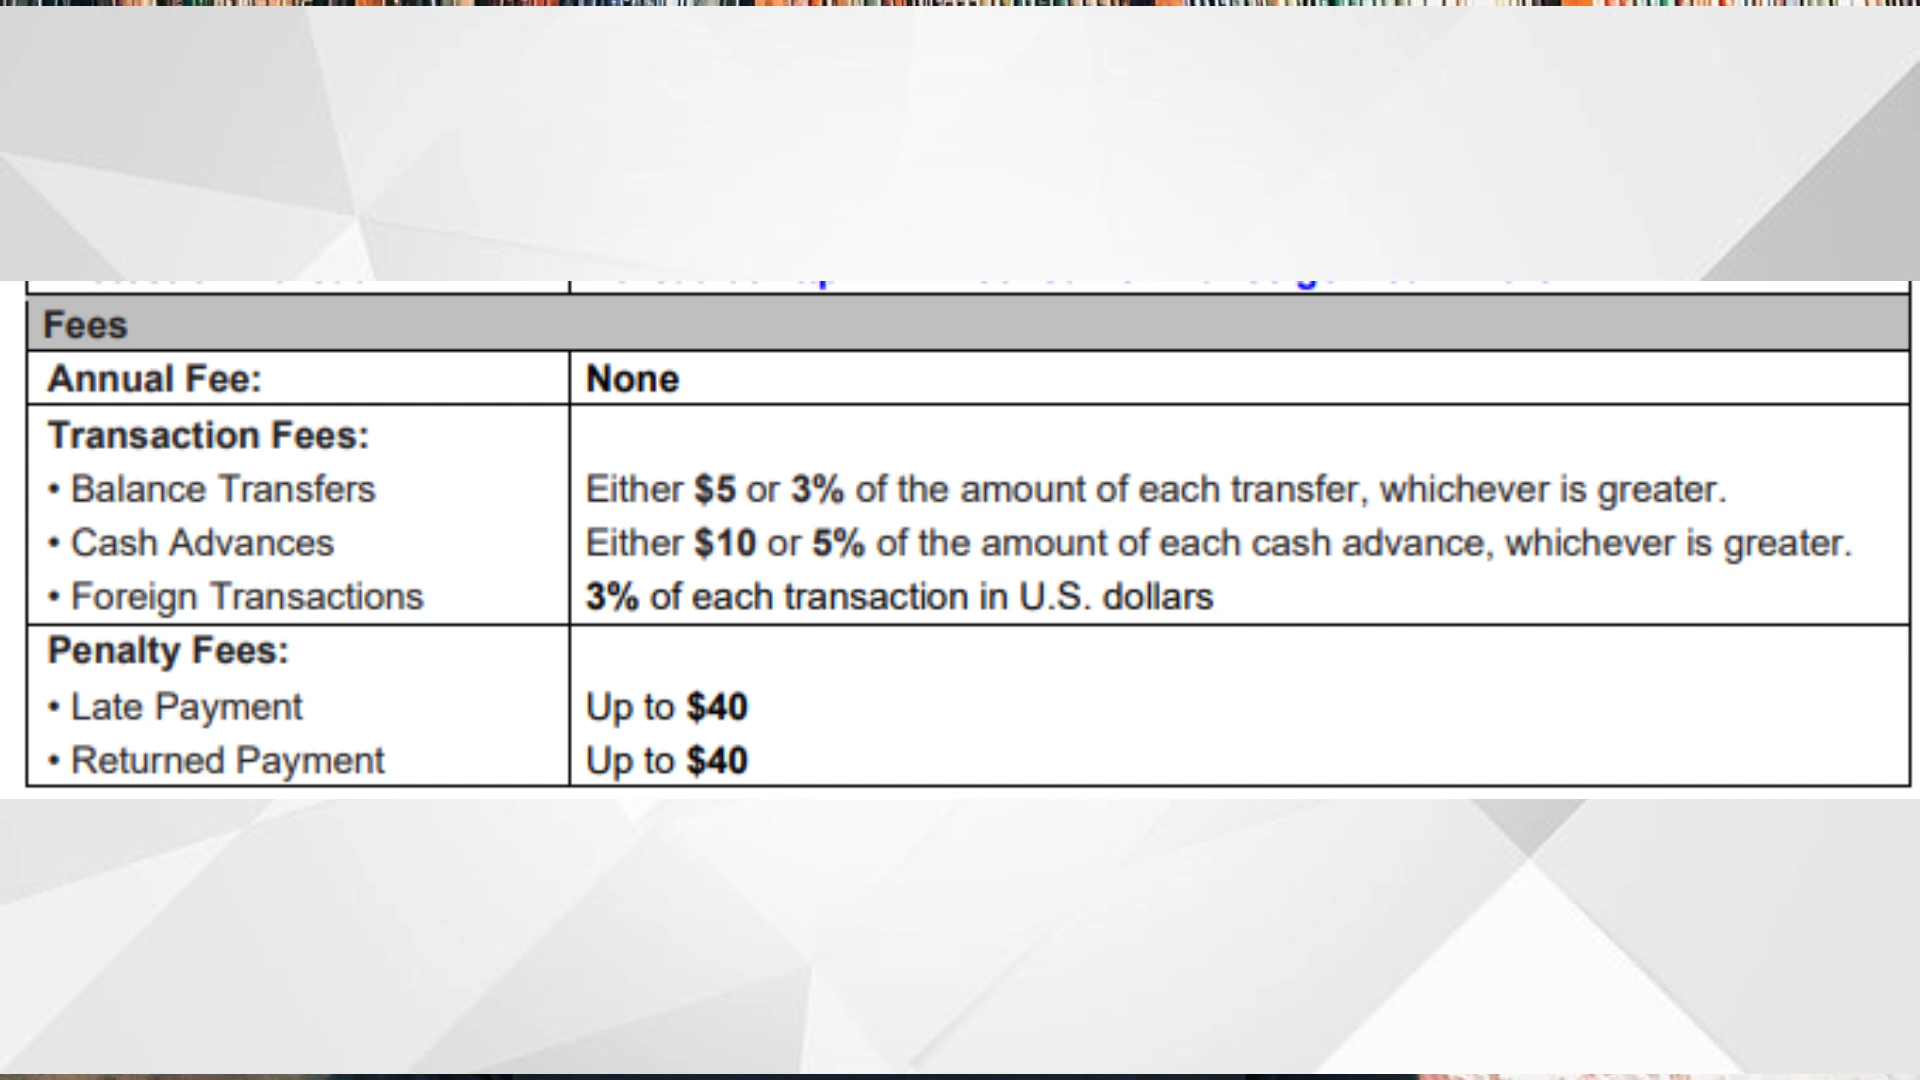 Fees
Annual Fee: None
Transaction Fees:
• Balance Transfers Either $5 or 3% of the amount of each transfer, whichever is greater.
• Cash Advances Either $10 or 5% of the amount of each cash advance, whichever is greater.
• Foreign Transactions 3% of each transaction in U.S. dollars
Penalty Fees:
• Late Payment Up to $40
• Returned Payment Up to $40